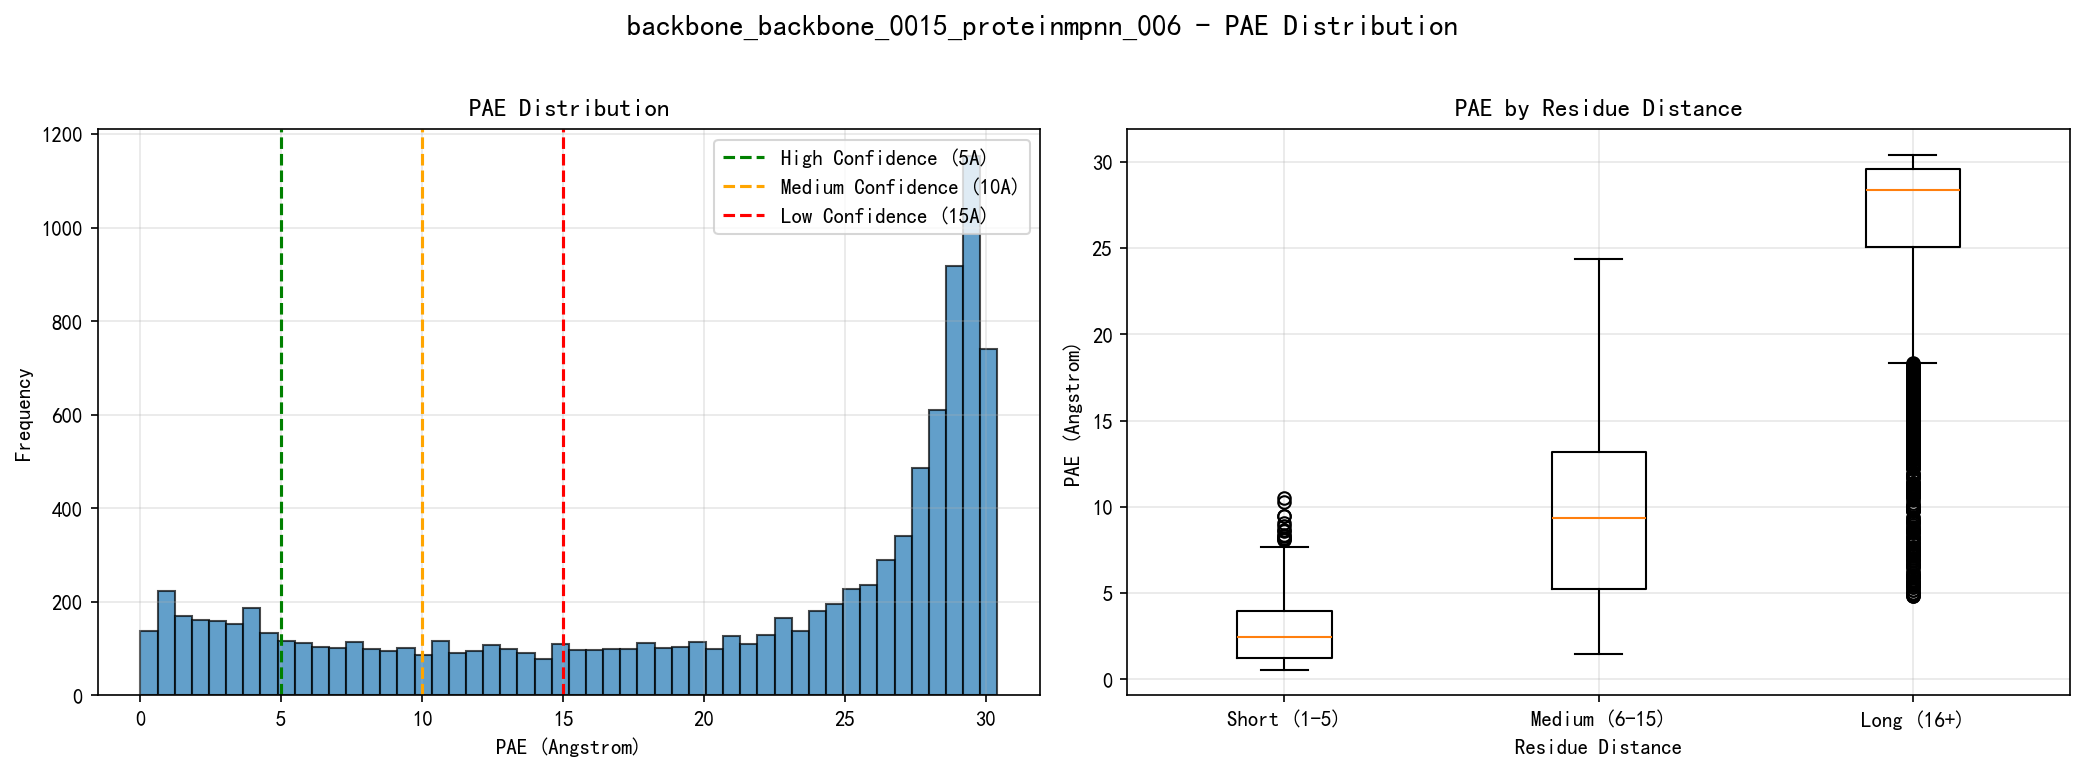 backbone_backbone_0015_proteinmpnn_006 - PAE Distribution
PAE Distribution
1200
1000
800
600
400
200
0
Frequency
High Confidence (5A)
Medium Confidence (10A)
Low Confidence (15A)
0 5 10 15 20 25 30
PAE (Angstrom)
PAE by Residue Distance
30
25
20
15
10
5
0
PAE (Angstrom)
Short (1-5) Medium (6-15) Long (16+)
Residue Distance